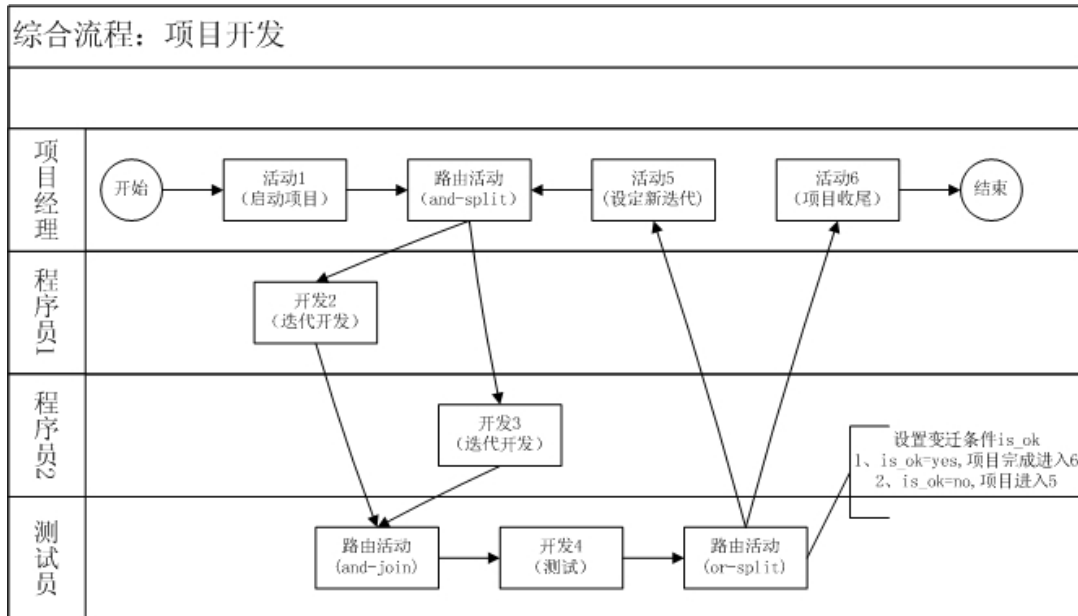 综合流程：项目开发
项目经理
开始
活动1
（启动项目）
路由活动
(and-split)
活动5
(设定新迭代)
活动6
（项目收尾）
结束
程序员1
开发2
（迭代开发）
程序员2
开发3
（迭代开发）
设置变迁条件is_ok
1、is_ok=yes,项目完成进入6
2、is_ok=no,项目进入5
测试员
路由活动
(and-join)
开发4
（测试）
路由活动
(or-split)